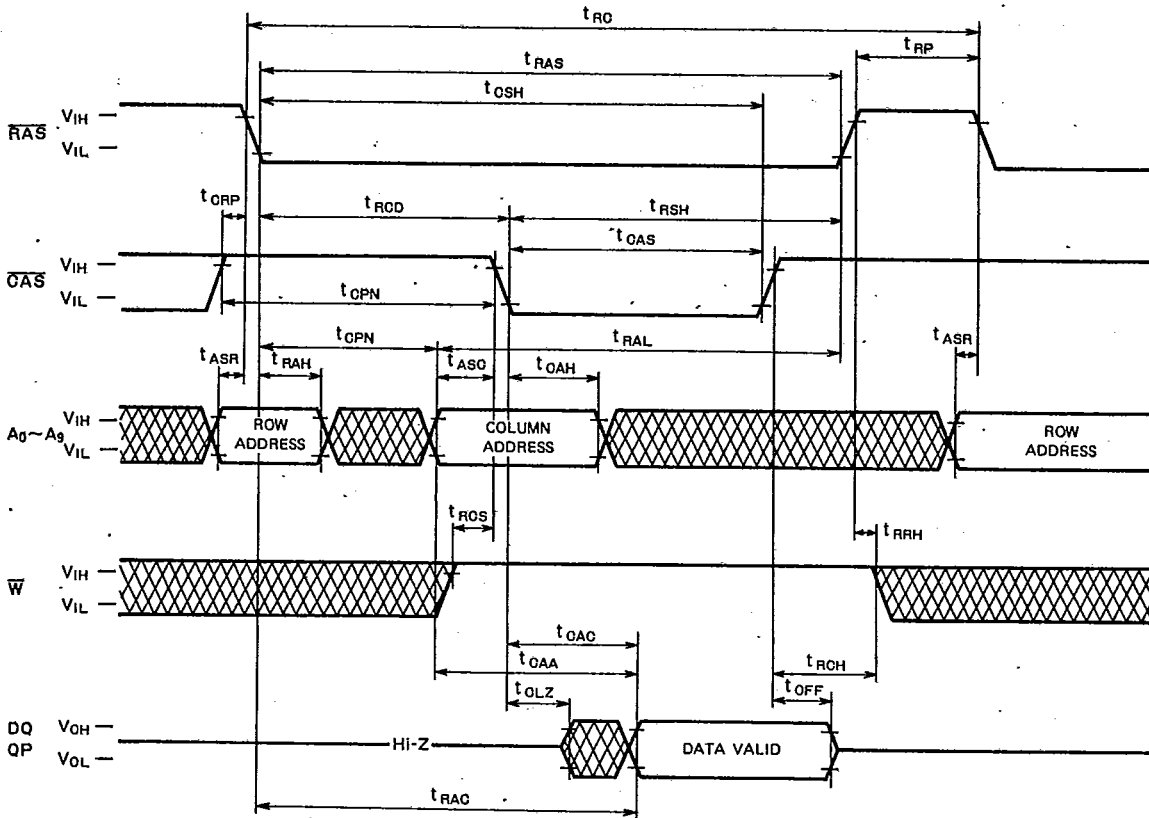 tRC
tRP
tRAS
tCSH
RAS
VIH
VIL
tCRP
tRCD
tRSH
tCAS
CAS
VIH
VIL
tCPN
tCPN
tRAL
tASR
tRAH
tASC
tCAH
tASR
A0~A9
VIH
VIL
ROW ADDRESS
COLUMN ADDRESS
ROW ADDRESS
tRCS
tRRH
W
VIH
VIL
tCAC
tCAA
tRCH
tCLZ
tOFF
DQ
QP
VOH
VOL
Hi-Z
DATA VALID
tRAC